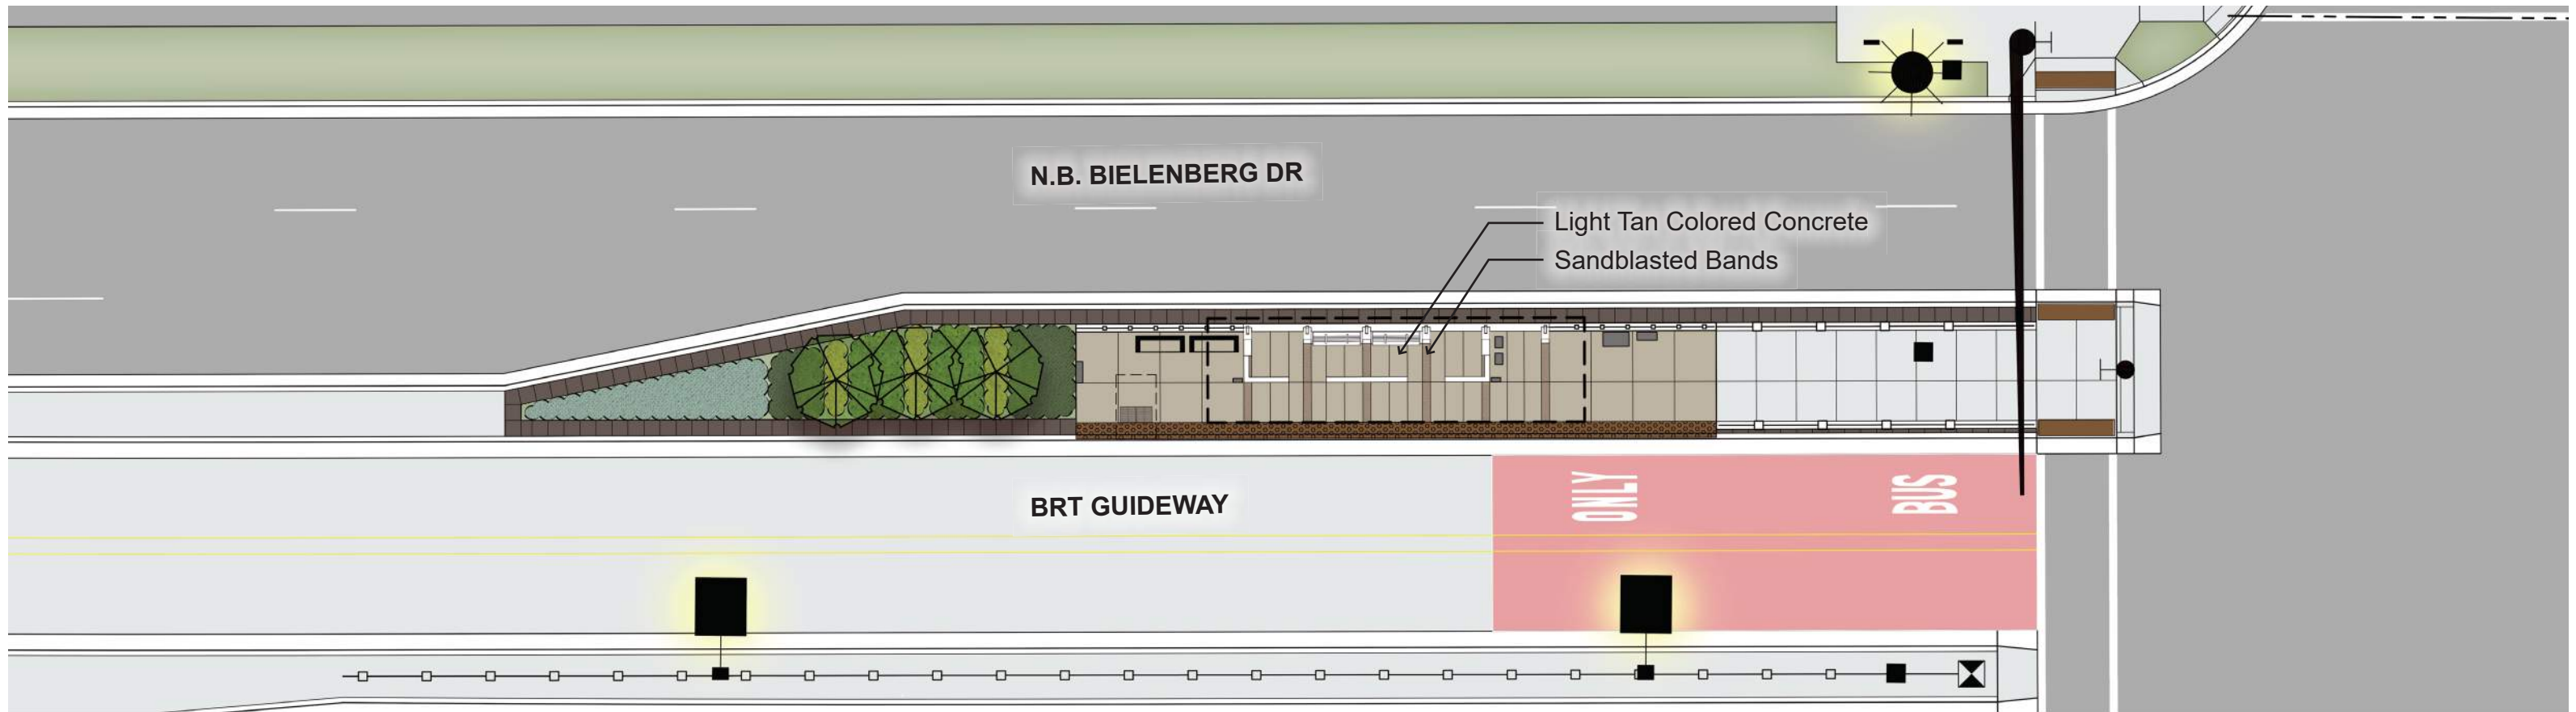 N.B. BIELENBERG DR
Light Tan Colored Concrete
Sandblasted Bands
BRT GUIDEWAY
ONLY
BUS